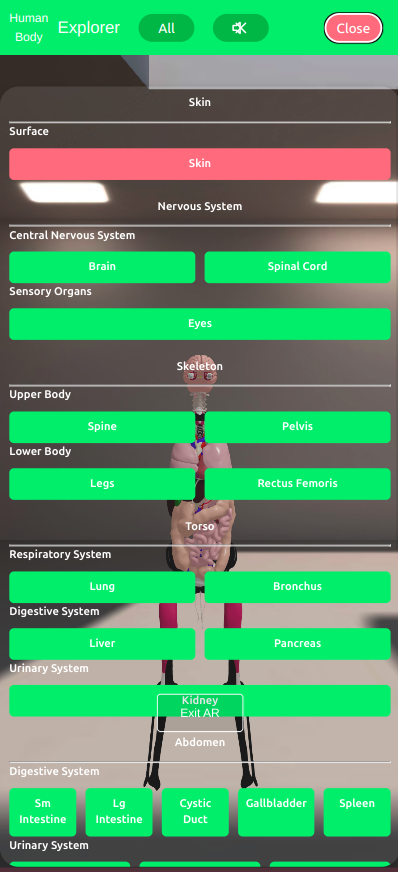 Human
Body
Explorer
All
Close
Skin
Surface
Skin
Nervous System
Central Nervous System
Brain
Spinal Cord
Sensory Organs
Eyes
Skeleton
Upper Body
Spine
Pelvis
Lower Body
Legs
Rectus Femoris
Torso
Respiratory System
Lung
Bronchus
Digestive System
Liver
Pancreas
Urinary System
Kidney
Exit AR
Abdomen
Digestive System
Sm
Intestine
Lg
Intestine
Cystic
Duct
Gallbladder
Spleen
Urinary System